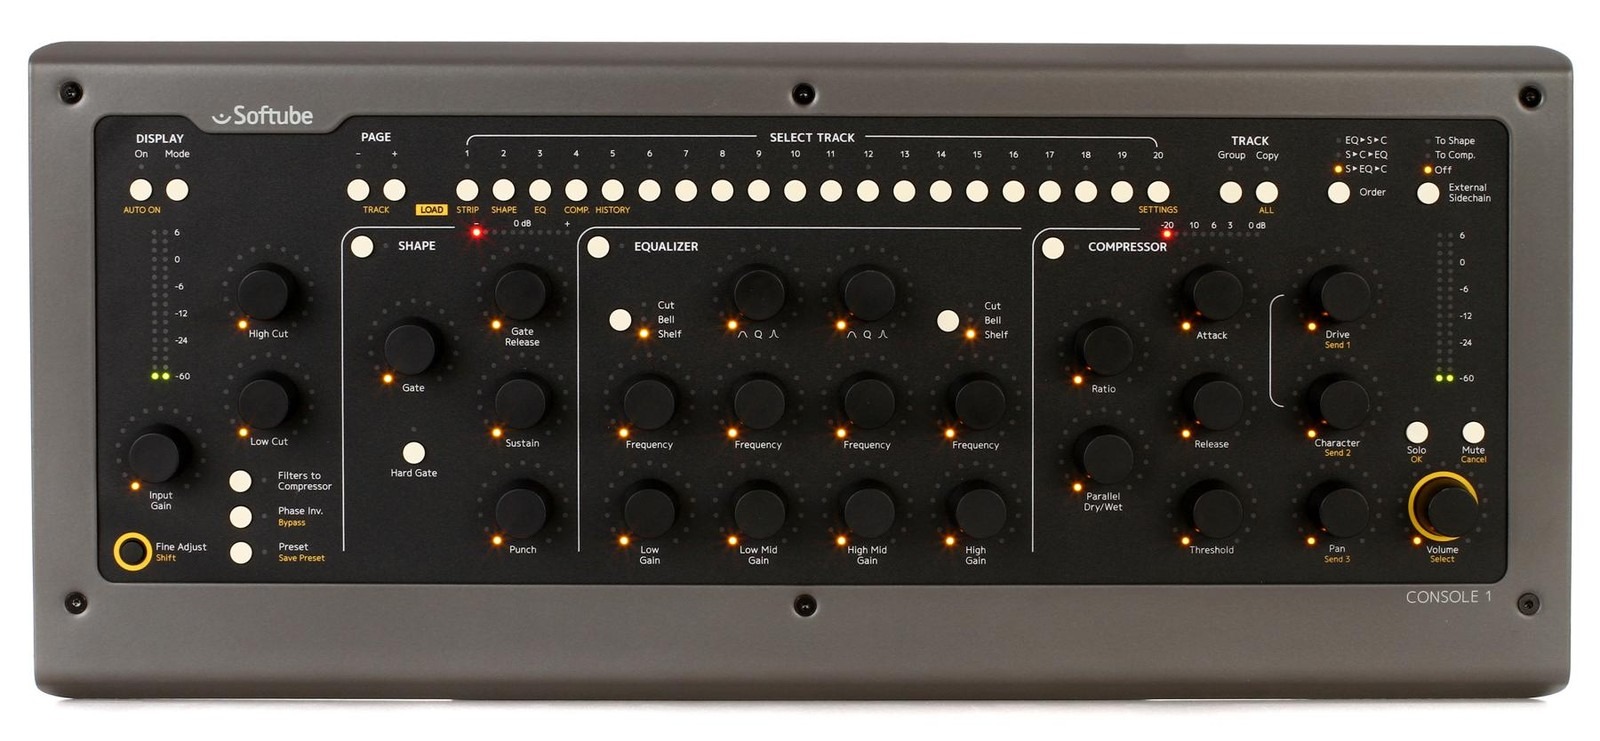 Softube
DISPLAY
On Mode
AUTO ON
PAGE
- +
TRACK
SELECT TRACK
1 2 3 4 5 6 7 8 9 10 11 12 13 14 15 16 17 18 19 20
LOAD STRIP SHAPE EQ COMP. HISTORY
SETTINGS
TRACK
Group Copy
ALL
EQ▸S▸C
S▸C▸EQ
S▸EQ▸C
Order
To Shape
To Comp.
Off
External
Sidechain
6
0
-6
-12
-24
-60
Input
Gain
Fine Adjust
Shift
High Cut
Low Cut
Filters to
Compressor
Phase Inv.
Bypass
Preset
Save Preset
- 0 dB +
SHAPE
Gate
Hard Gate
Gate
Release
Sustain
Punch
EQUALIZER
Cut
Bell
Shelf
Q
Q
Cut
Bell
Shelf
Frequency Frequency Frequency Frequency
Low
Gain
Low Mid
Gain
High Mid
Gain
High
Gain
-20 10 6 3 0 dB
COMPRESSOR
Ratio
Parallel
Dry/Wet
Attack
Release
Threshold
Drive
Send 1
Character
Send 2
Pan
Send 3
6
0
-6
-12
-24
-60
Solo
OK
Mute
Cancel
Volume
Select
CONSOLE 1